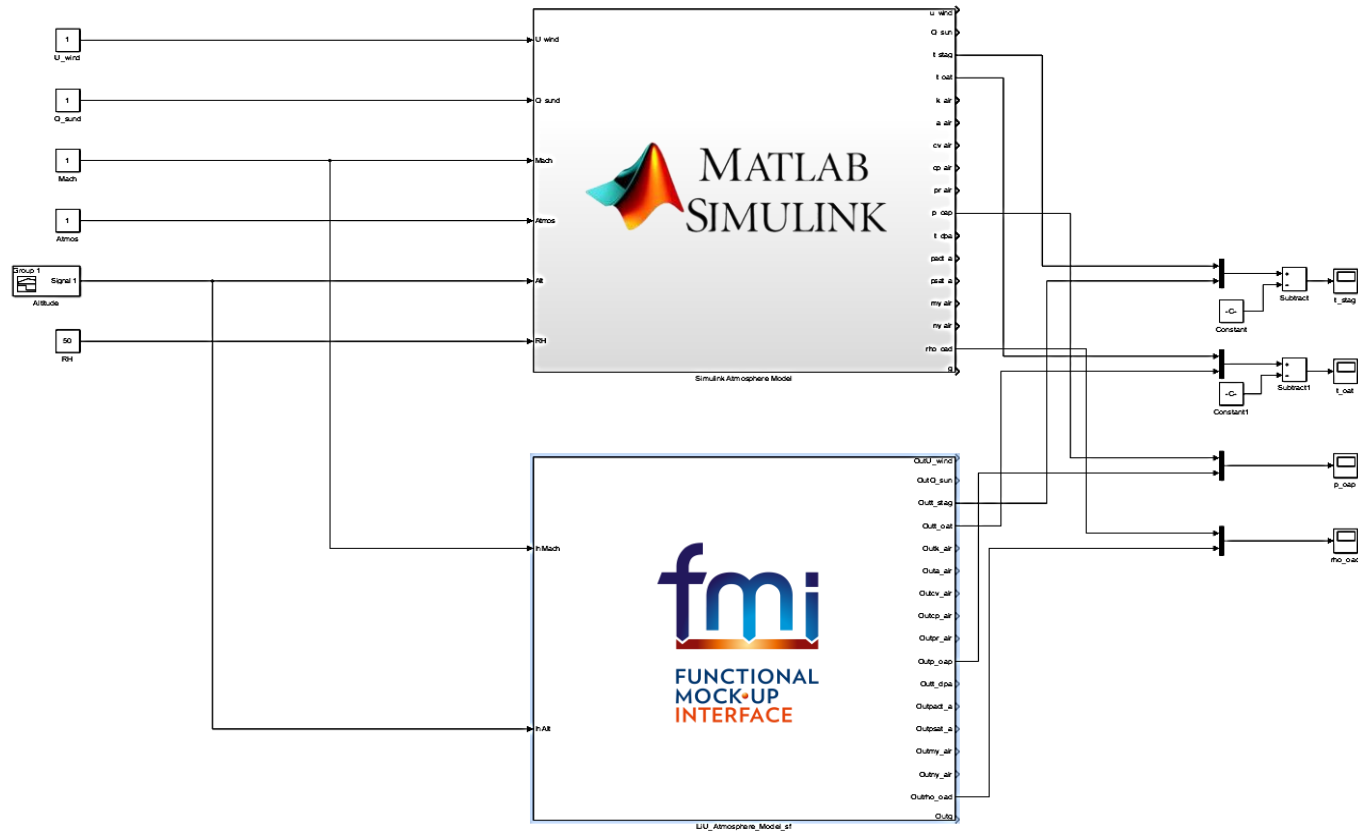 1
U_wind
1
Q_sund
1
Mach
1
Atmos
Group 1
Signal 1
Altitude
50
RH
U wind
Q sund
Mach
Atmos
Alt
RH
MATLAB
SIMULINK
u wind
Q sun
t stag
t oat
k air
a air
cv air
cp air
pr air
p oap
t dpa
pact a
psat a
my air
ny air
rho oad
g
Simulink Atmosphere Model
InMach
InAlt
fmi
FUNCTIONAL
MOCK-UP
INTERFACE
OutU_wind
OutQ_sun
Outt_stag
Outt_oat
Outk_air
Outa_air
Outcv_air
Outcp_air
Outpr_air
Outp_oap
Outt_dpa
Outpact_a
Outpsat_a
Outmy_air
Outny_air
Outrho_oad
Outg
LiU_Atmosphere_Model_sf
-C-
Constant
+
−
Subtract
t_stag
-C-
Constant1
+
−
Subtract1
t_oat
p_oap
rho_oad